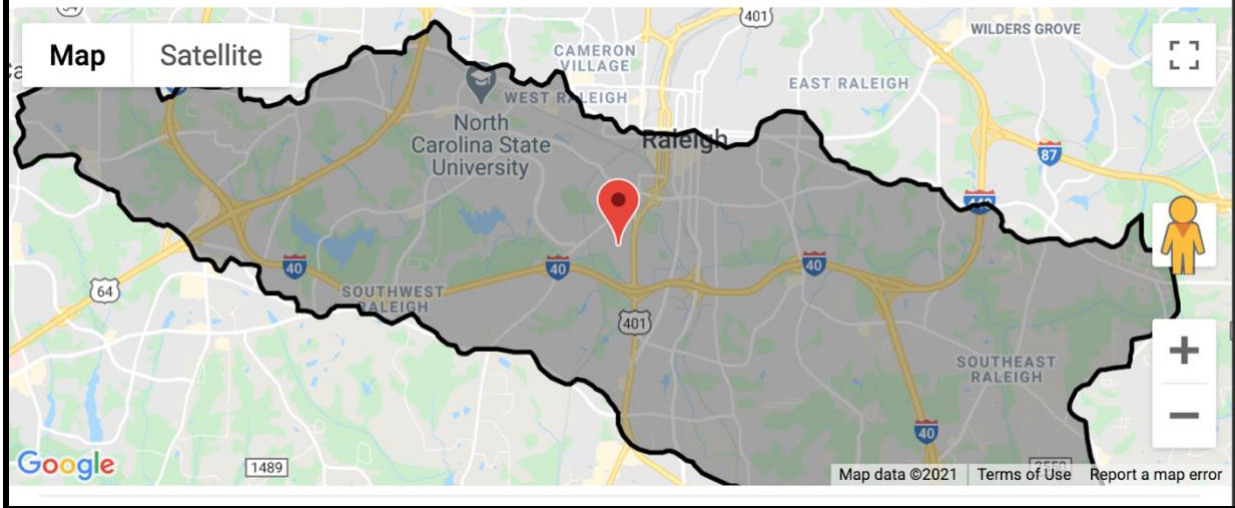 401
WILDERS GROVE
Map
Satellite
CAMERON
VILLAGE
EAST RALEIGH
WEST RALEIGH
North
Carolina State
University
Raleigh
87
40
40
40
64
SOUTHWEST
RALEIGH
401
SOUTHEAST
RALEIGH
40
Google
1489
Map data ©2021
Terms of Use
Report a map error